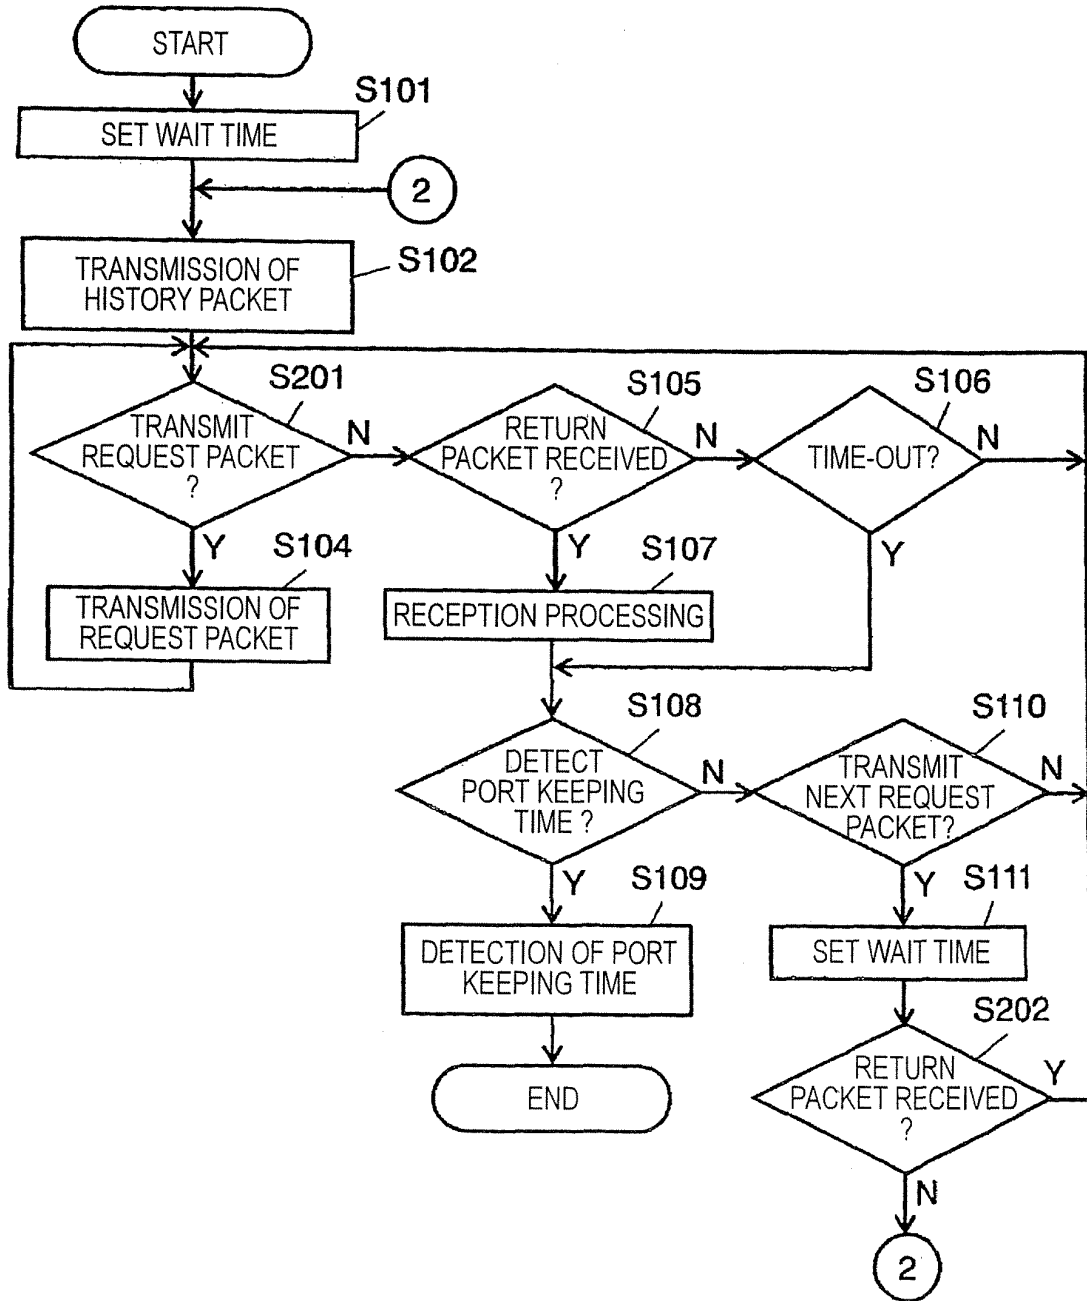 START
S101
SET WAIT TIME
2
S102
TRANSMISSION OF
HISTORY PACKET
S201
TRANSMIT
REQUEST PACKET
?
N
Y
S105
RETURN
PACKET RECEIVED
?
N
Y
S106
TIME-OUT?
N
Y
S104
TRANSMISSION OF
REQUEST PACKET
S107
RECEPTION PROCESSING
S108
DETECT
PORT KEEPING
TIME ?
N
Y
S110
TRANSMIT
NEXT REQUEST
PACKET?
N
Y
S109
DETECTION OF PORT
KEEPING TIME
S111
SET WAIT TIME
END
S202
RETURN
PACKET RECEIVED
?
Y
N
2